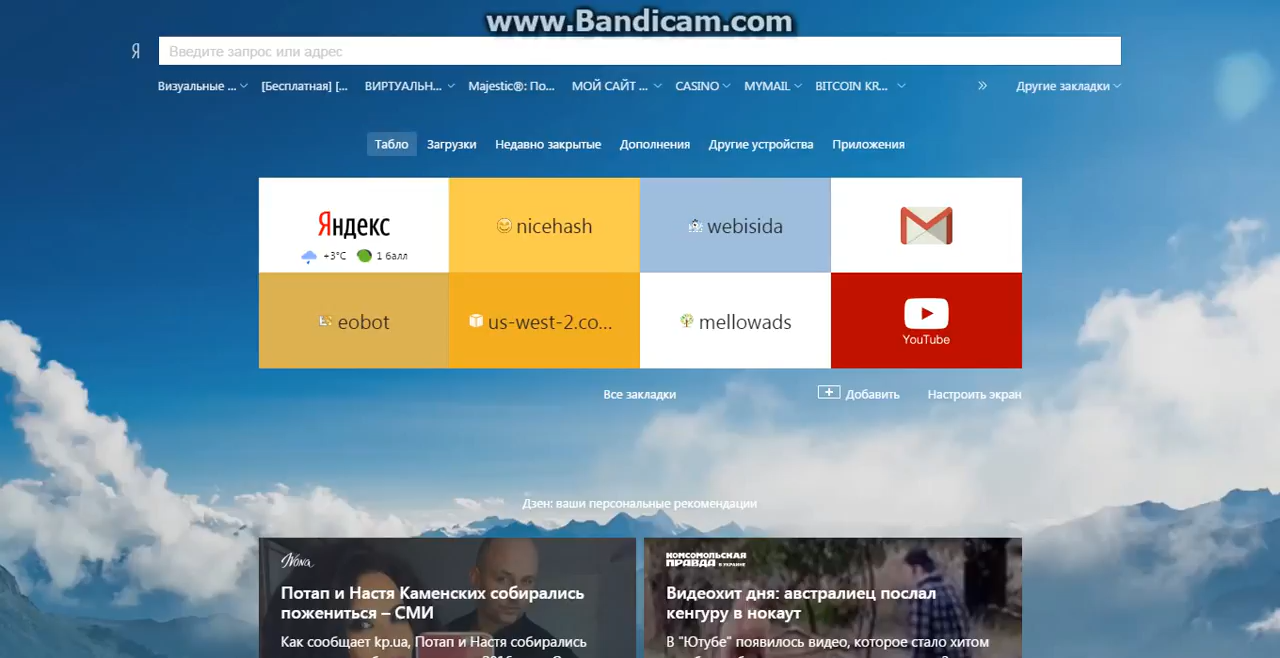 www.Bandicam.com
Я Введите запрос или адрес
Визуальные ... [Бесплатная] [... ВИРТУАЛЬН... Majestic®: По... МОЙ САЙТ ... CASINO MYMAIL BITCOIN KR... » Другие закладки
Табло Загрузки Недавно закрытые Дополнения Другие устройства Приложения
Яндекс
+3°C 1 балл
nicehash
webisida
eobot
us-west-2.co...
mellowads
YouTube
Все закладки Добавить Настроить экран
Дзен: ваши персональные рекомендации
Wona
Потап и Настя Каменских собирались
пожениться – СМИ
Как сообщает kp.ua, Потап и Настя собирались
КОМСОМОЛЬСКАЯ
ПРАВДА В УКРАИНЕ
Видеохит дня: австралиец послал
кенгуру в нокаут
В "Ютубе" появилось видео, которое стало хитом